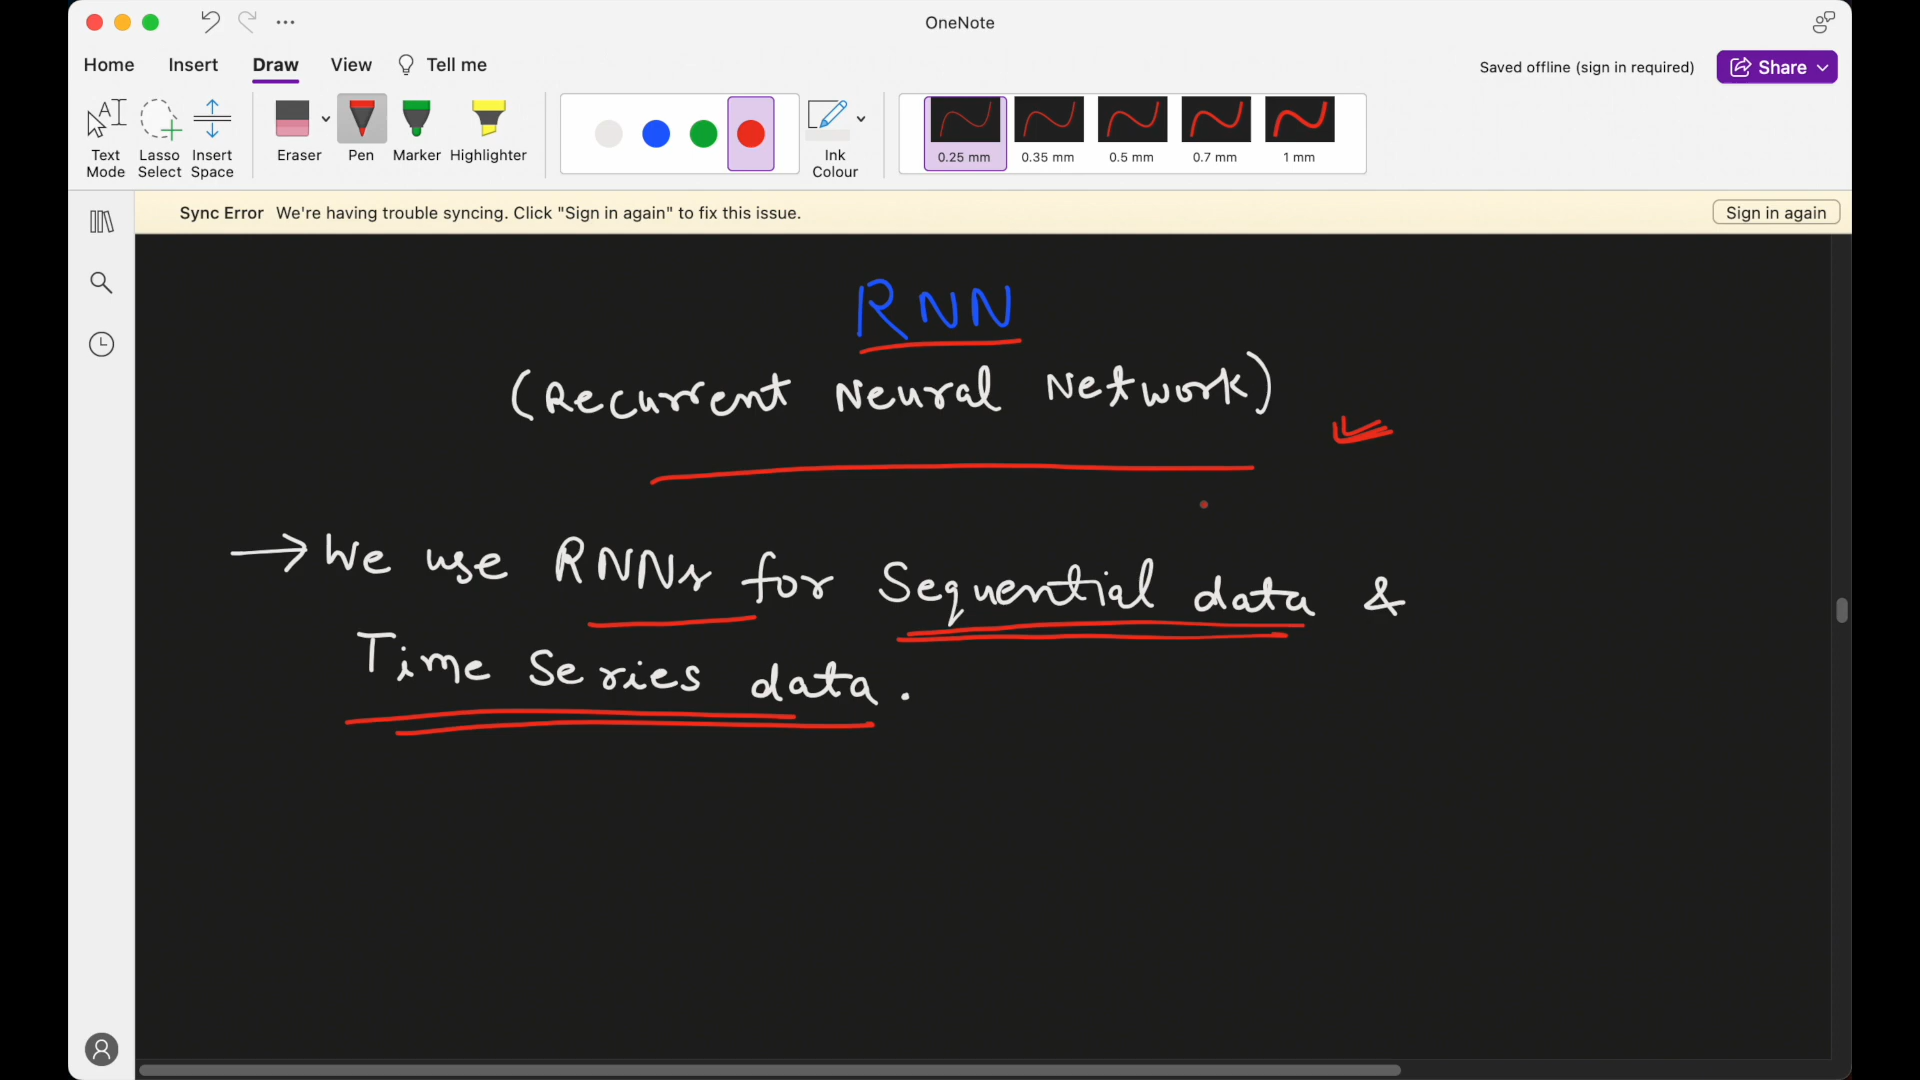 OneNote
Home Insert Draw View Tell me
Saved offline (sign in required)
Share
Text Mode
Lasso Select
Insert Space
Eraser
Pen
Marker
Highlighter
Ink Colour
0.25 mm
0.35 mm
0.5 mm
0.7 mm
1 mm
Sync Error We're having trouble syncing. Click "Sign in again" to fix this issue.
Sign in again
RNN
(Recurrent Neural Network)
→ We use RNNs for Sequential data &
Time Series data.